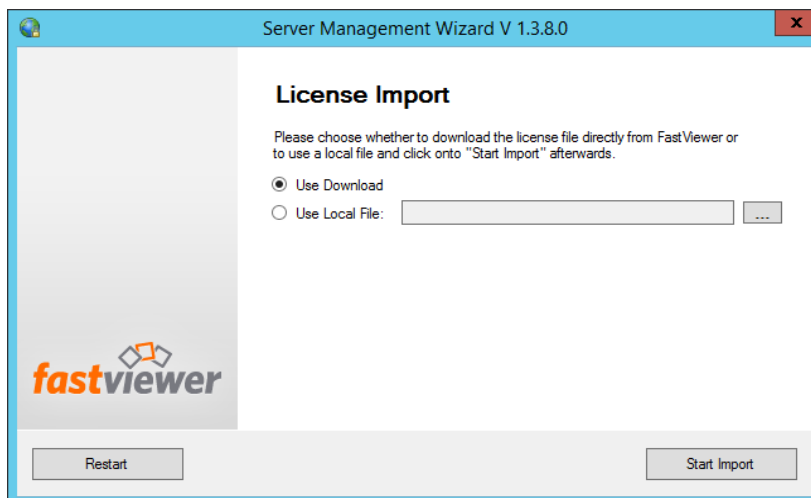 Server Management Wizard V 1.3.8.0
x
License Import
Please choose whether to download the license file directly from FastViewer or
to use a local file and click onto "Start Import" afterwards.
Use Download
Use Local File:
...
fastviewer
Restart
Start Import